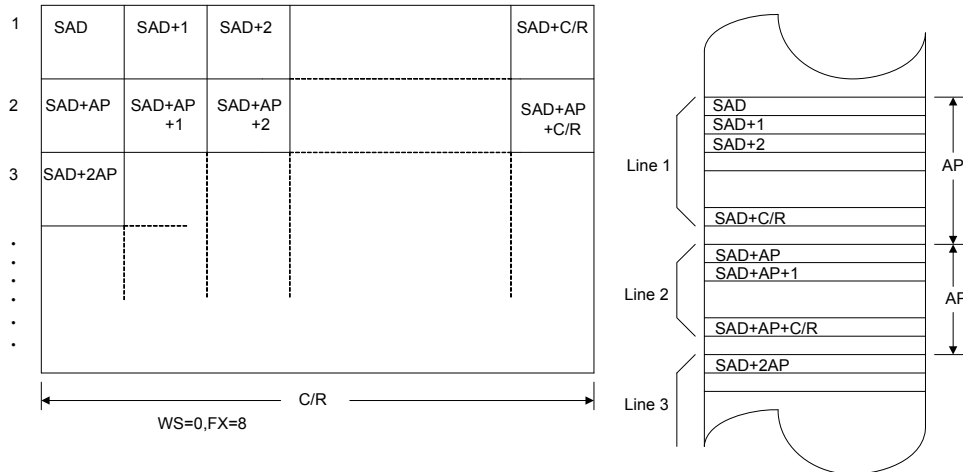 1
SAD
SAD+1
SAD+2
SAD+C/R
2
SAD+AP
SAD+AP
+1
SAD+AP
+2
SAD+AP
+C/R
3
SAD+2AP
C/R
WS=0,FX=8
Line 1
SAD
SAD+1
SAD+2
SAD+C/R
AP
Line 2
SAD+AP
SAD+AP+1
SAD+AP+C/R
AP
Line 3
SAD+2AP